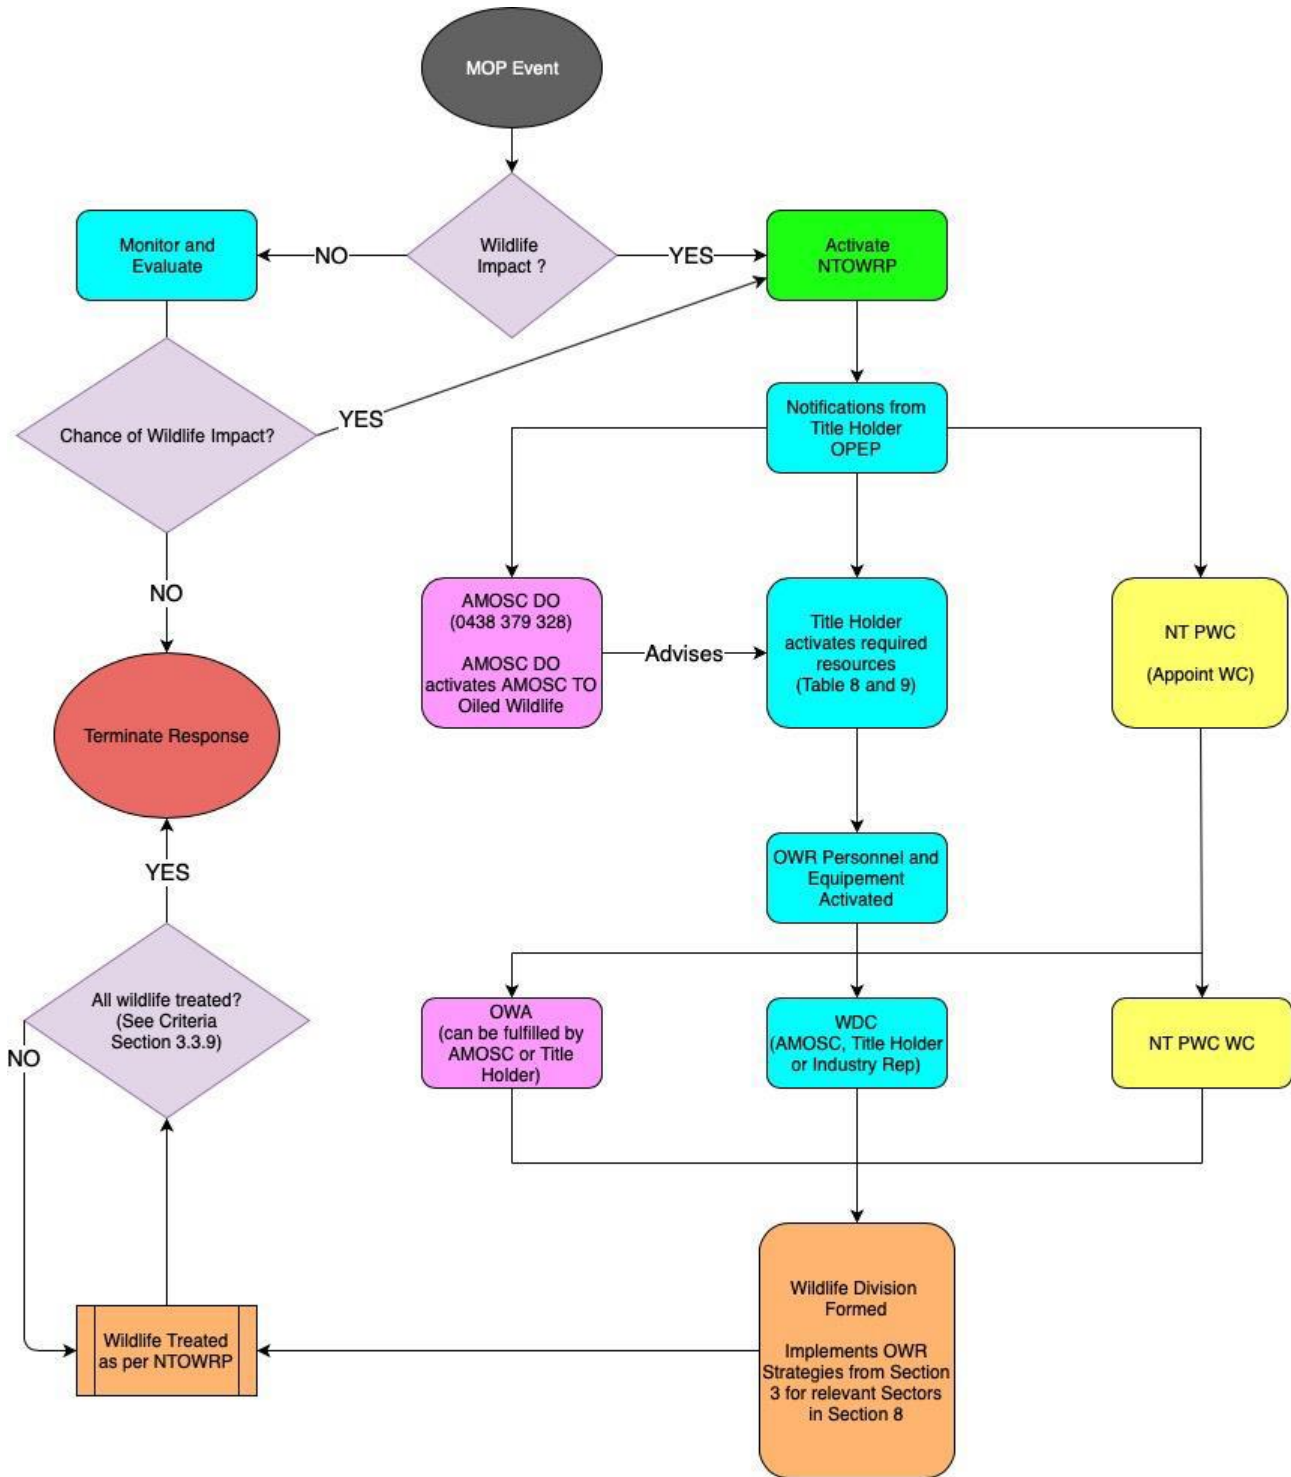 MOP Event
Wildlife
Impact ?
NO
YES
Monitor and
Evaluate
Activate
NTOWRP
Chance of Wildlife Impact?
YES
NO
Notifications from
Title Holder
OPEP
AMOSC DO
(0438 379 328)
AMOSC DO
activates AMOSC TO
Oiled Wildlife
Advises
Title Holder
activates required
resources
(Table 8 and 9)
NT PWC
(Appoint WC)
Terminate Response
OWR Personnel and
Equipement
Activated
YES
All wildlife treated?
(See Criteria
Section 3.3.9)
NO
OWA
(can be fulfilled by
AMOSC or Title
Holder)
WDC
(AMOSC, Title Holder
or Industry Rep)
NT PWC WC
Wildlife Division
Formed
Implements OWR
Strategies from Section
3 for relevant Sectors
in Section 8
Wildlife Treated
as per NTOWRP